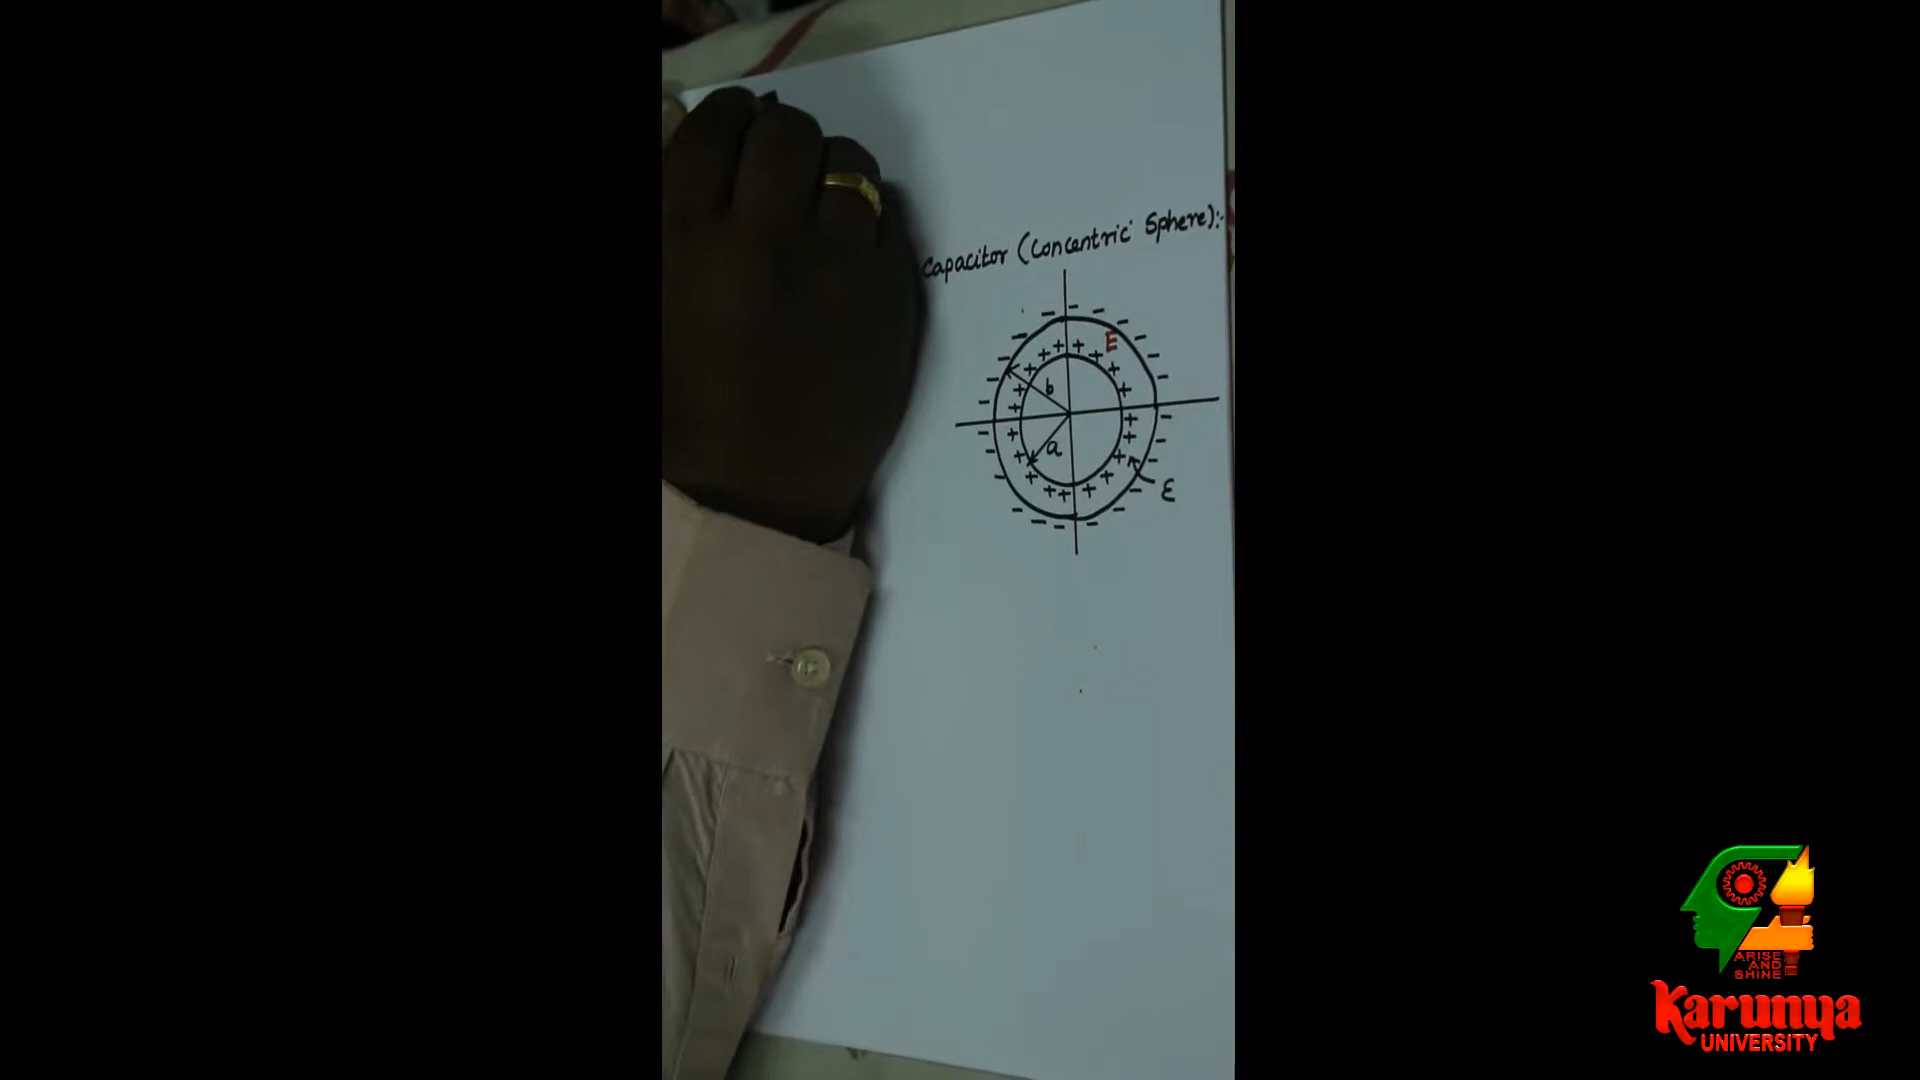 Capacitor (Concentric Sphere):-
E
b
a
ε
ARISE
AND
SHINE
Karunya
UNIVERSITY